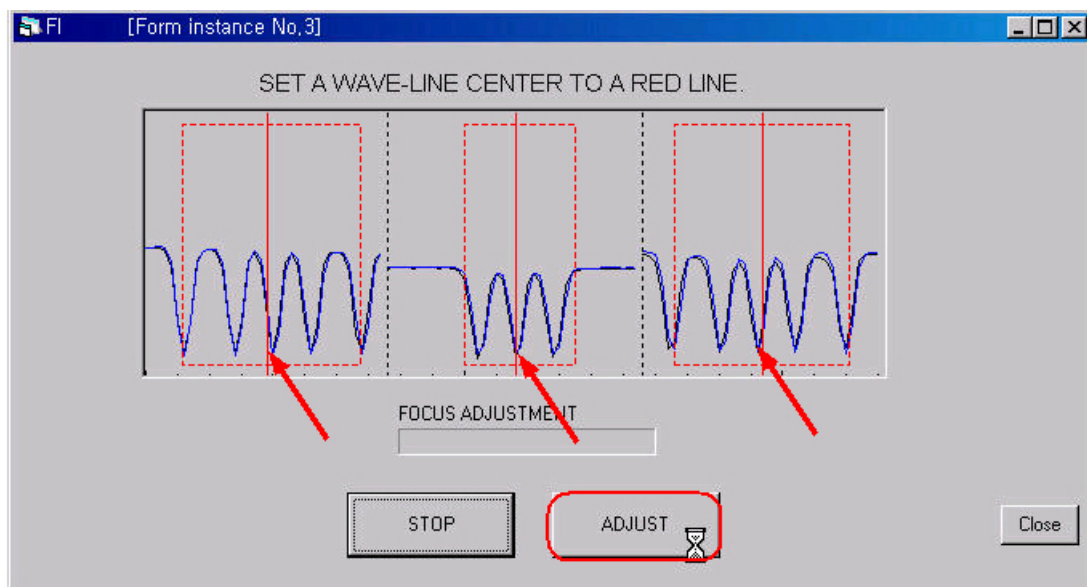 FI [Form instance No,3]
SET A WAVE-LINE CENTER TO A RED LINE.
FOCUS ADJUSTMENT
STOP
ADJUST
Close